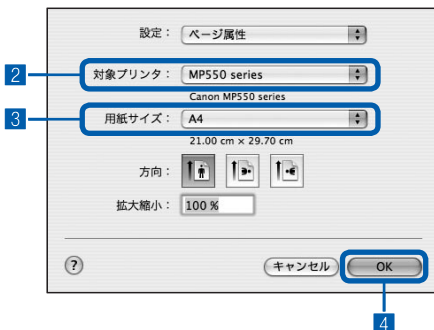 設定： ページ属性
2 対象プリンタ： MP550 series
Canon MP550 series
3 用紙サイズ： A4
21.00 cm × 29.70 cm
方向：
拡大縮小： 100 %
? キャンセル OK
4